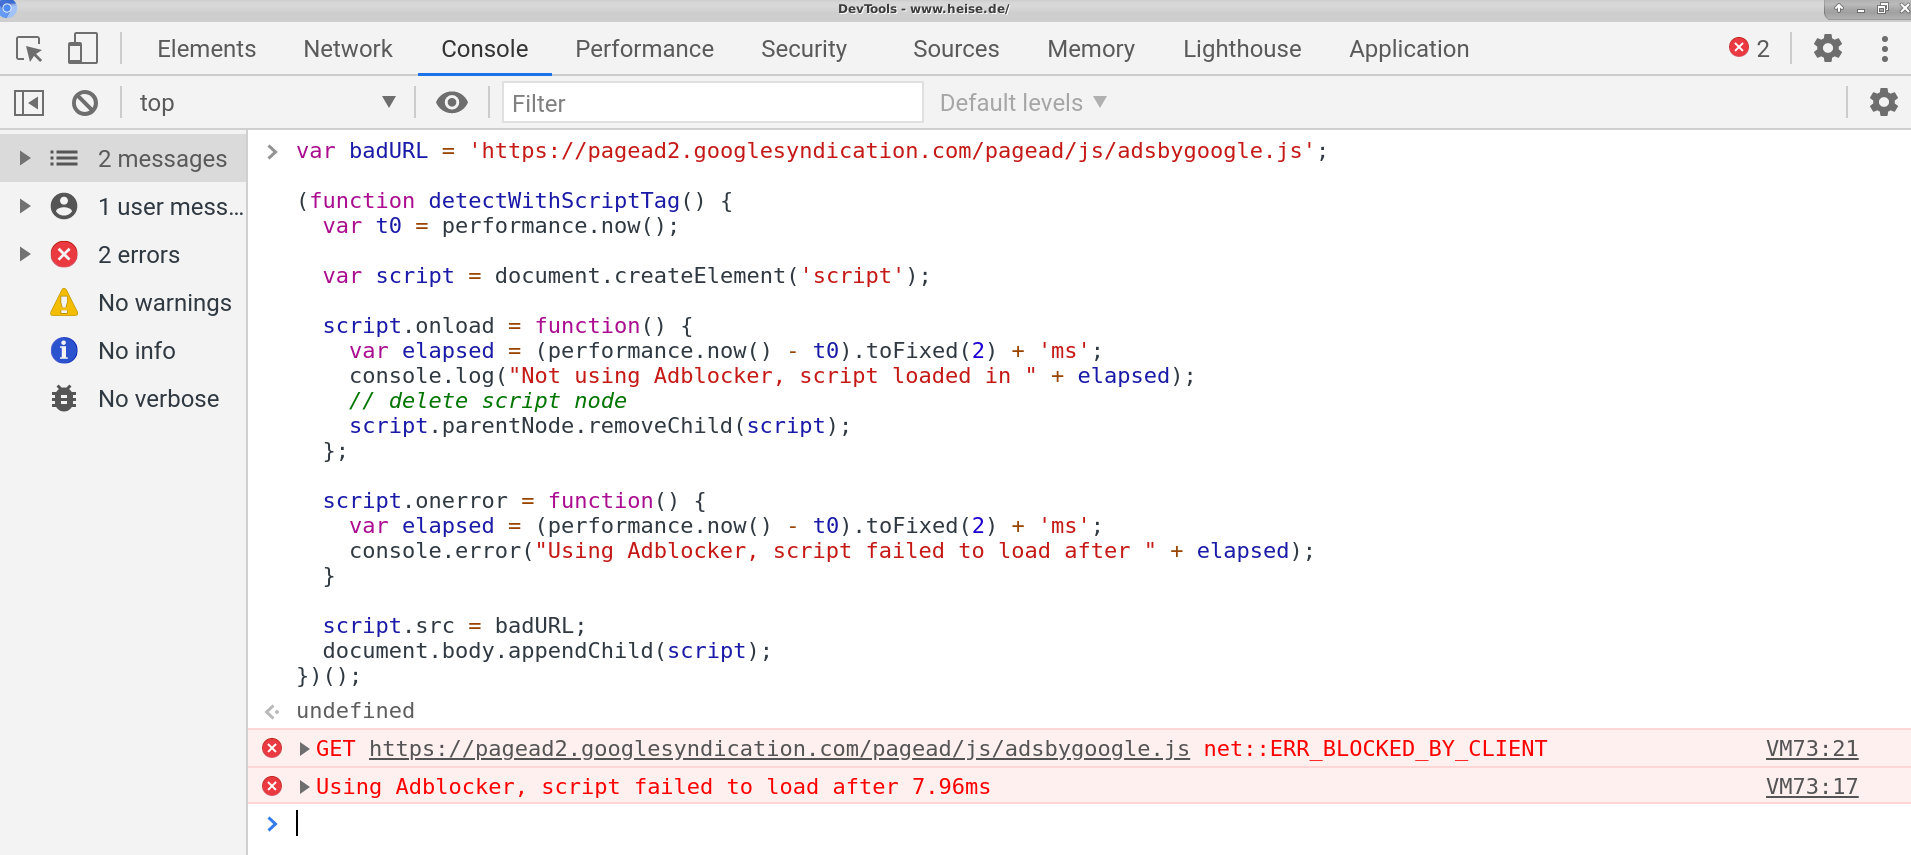 DevTools - www.heise.de/
Elements Network Console Performance Security Sources Memory Lighthouse Application 2
top Filter Default levels
2 messages
1 user mess...
2 errors
No warnings
No info
No verbose
var badURL = 'https://pagead2.googlesyndication.com/pagead/js/adsbygoogle.js';
(function detectWithScriptTag() {
var t0 = performance.now();
var script = document.createElement('script');
script.onload = function() {
var elapsed = (performance.now() - t0).toFixed(2) + 'ms';
console.log("Not using Adblocker, script loaded in " + elapsed);
// delete script node
script.parentNode.removeChild(script);
};
script.onerror = function() {
var elapsed = (performance.now() - t0).toFixed(2) + 'ms';
console.error("Using Adblocker, script failed to load after " + elapsed);
}
script.src = badURL;
document.body.appendChild(script);
})();
undefined
GET https://pagead2.googlesyndication.com/pagead/js/adsbygoogle.js net::ERR_BLOCKED_BY_CLIENT VM73:21
Using Adblocker, script failed to load after 7.96ms VM73:17